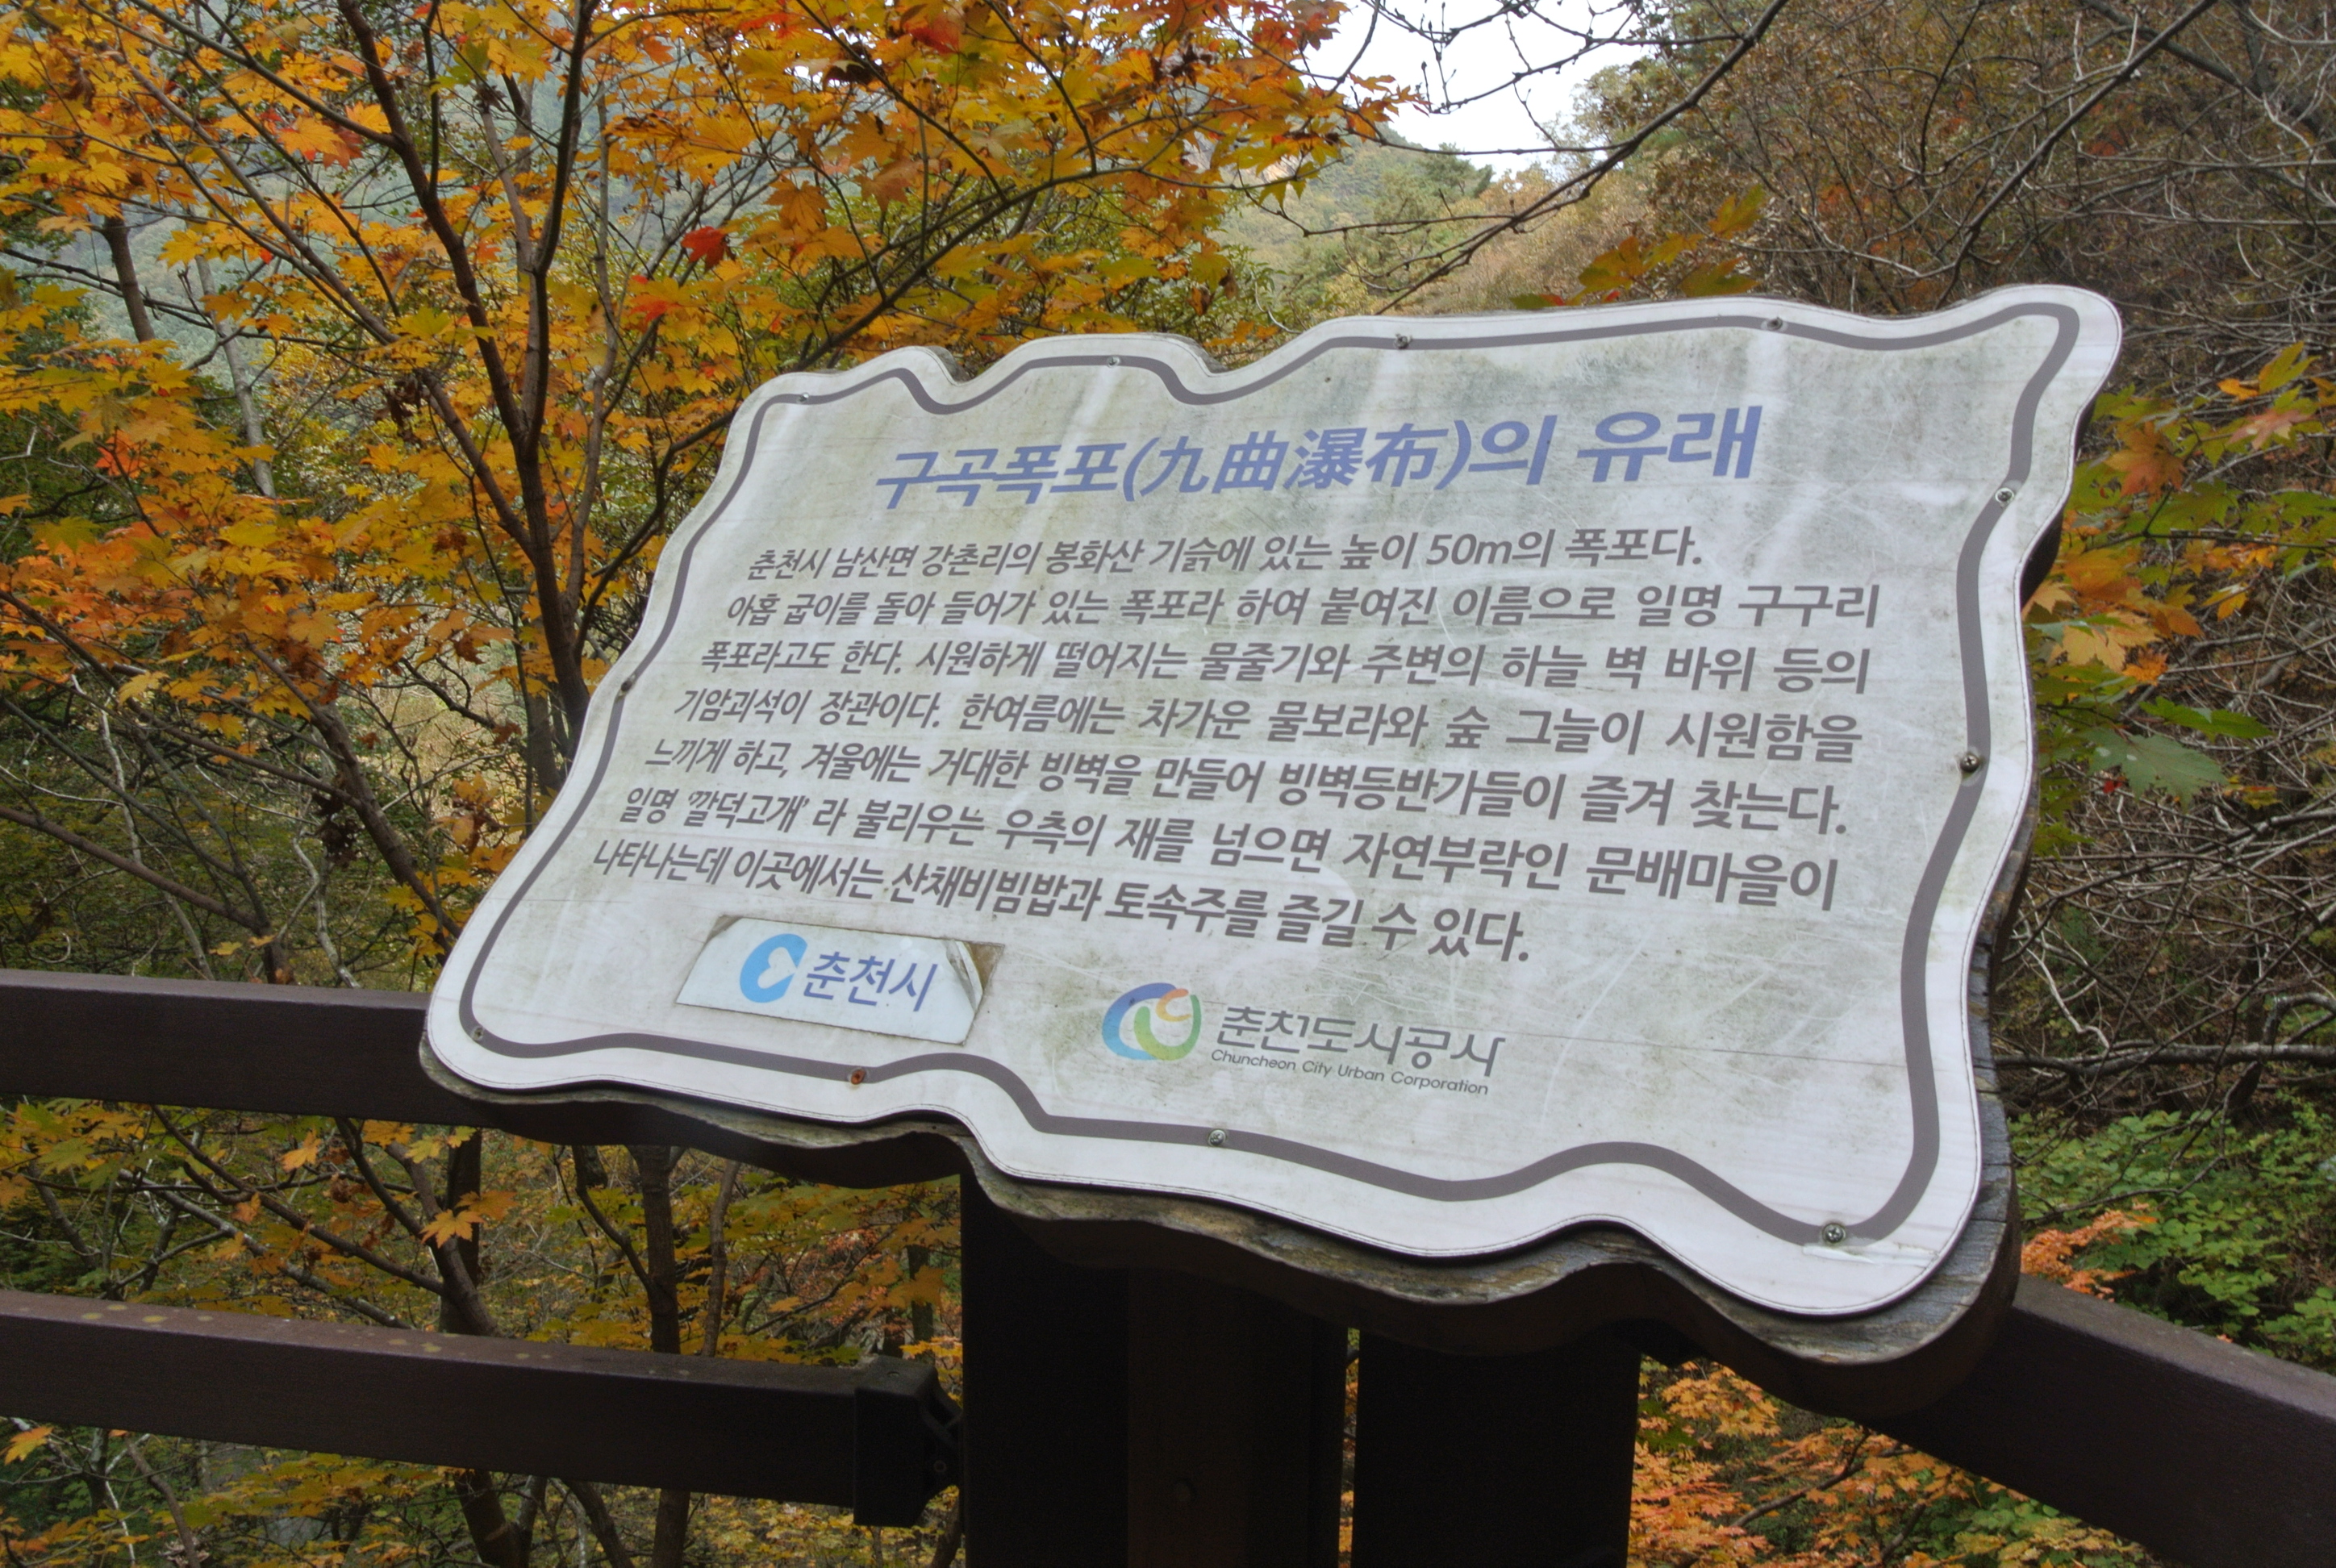 구곡폭포(九曲瀑布)의 유래
춘천시 남산면 강촌리의 봉화산 기슭에 있는 높이 50m의 폭포다.
아홉 굽이를 돌아 들어가 있는 폭포라 하여 붙여진 이름으로 일명 구구리
폭포라고도 한다. 시원하게 떨어지는 물줄기와 주변의 하늘 벽 바위 등의
기암괴석이 장관이다. 한여름에는 차가운 물보라와 숲 그늘이 시원함을
느끼게 하고, 겨울에는 거대한 빙벽을 만들어 빙벽등반가들이 즐겨 찾는다.
일명 '깔덕고개' 라 불리우는 우측의 재를 넘으면 자연부락인 문배마을이
나타나는데 이곳에서는 산채비빔밥과 토속주를 즐길 수 있다.
춘천시
춘천도시공사
Chuncheon City Urban Corporation